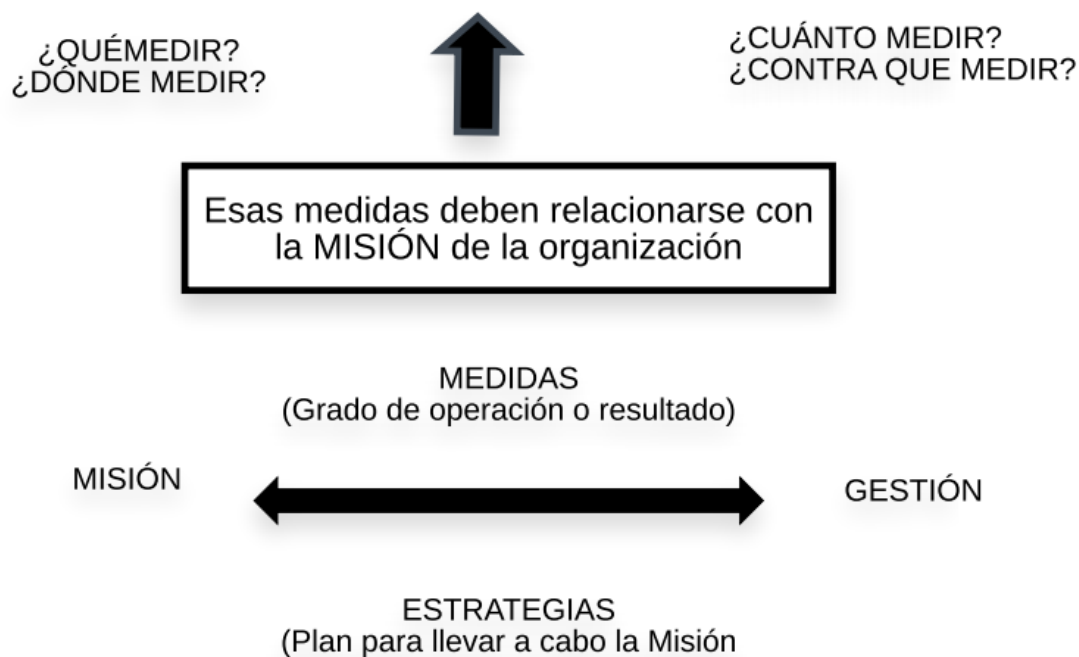 ¿QUÉMEDIR?
¿DÓNDE MEDIR?
¿CUÁNTO MEDIR?
¿CONTRA QUE MEDIR?
Esas medidas deben relacionarse con
la MISIÓN de la organización
MEDIDAS
(Grado de operación o resultado)
MISIÓN
GESTIÓN
ESTRATEGIAS
(Plan para llevar a cabo la Misión